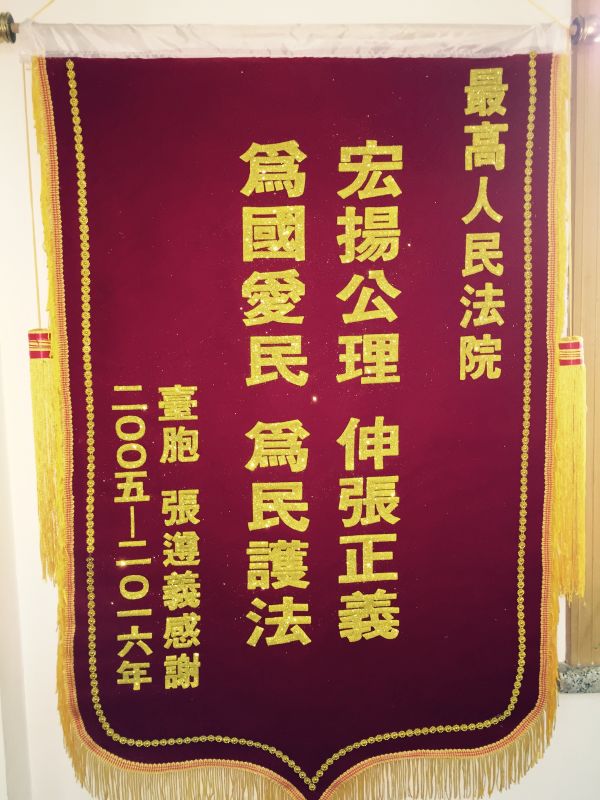 最高人民法院
宏揚公理 伸張正義
爲國愛民 爲民護法
臺胞 張遵義感謝
二〇〇五—二〇一六年